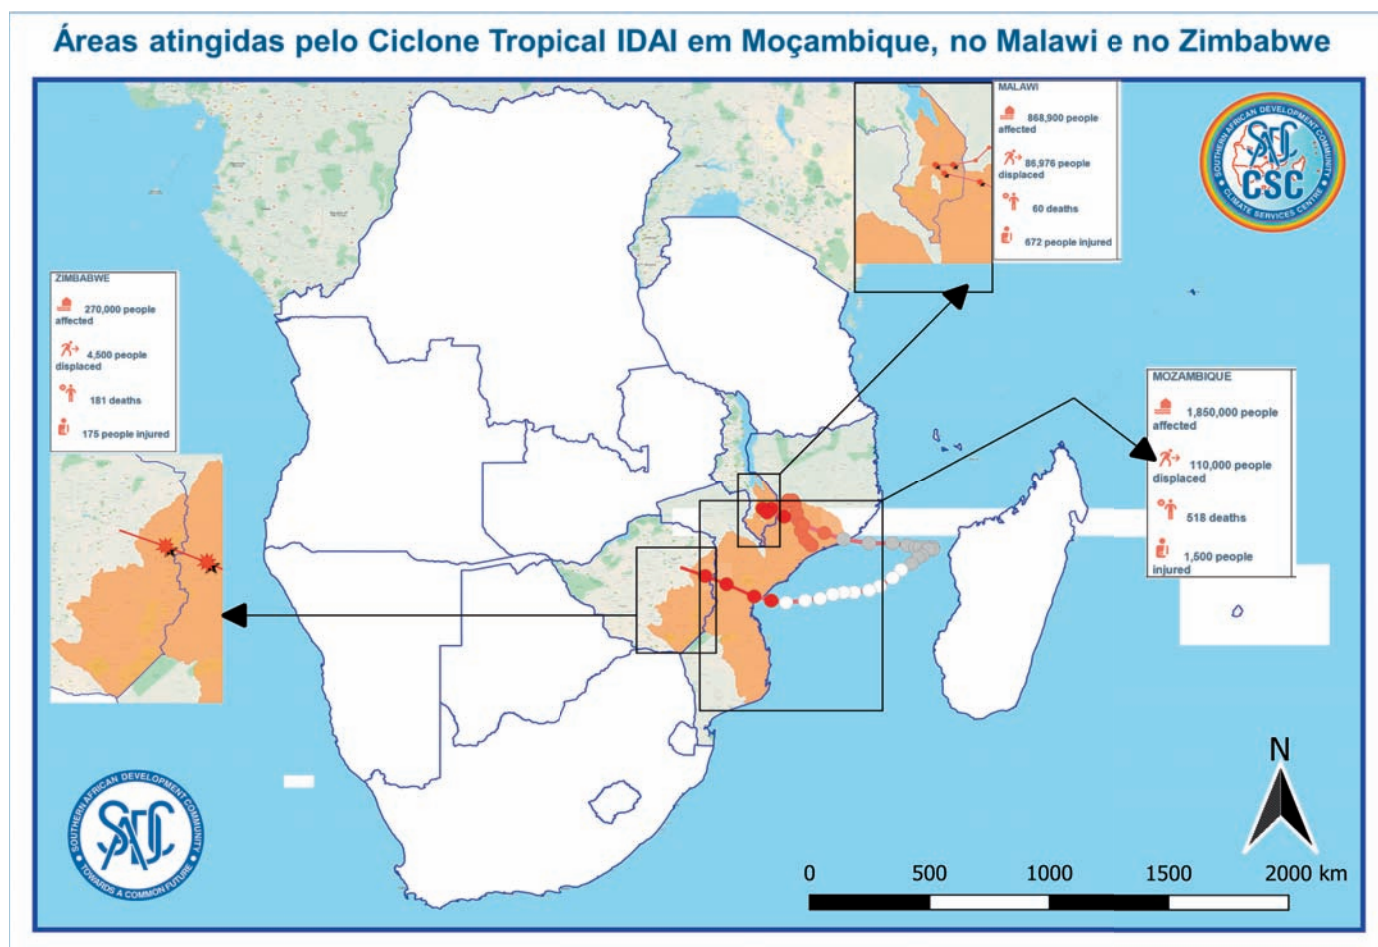 Áreas atingidas pelo Ciclone Tropical IDAI em Moçambique, no Malawi e no Zimbabwe
MALAWI
868,900 people
affected
86,976 people
displaced
60 deaths
672 people injured
SOUTHERN AFRICAN DEVELOPMENT COMMUNITY
SADC
CSC
CLIMATE SERVICES CENTRE
ZIMBABWE
270,000 people
affected
4,500 people
displaced
181 deaths
175 people injured
MOZAMBIQUE
1,850,000 people
affected
110,000 people
displaced
518 deaths
1,500 people
injured
SOUTHERN AFRICAN DEVELOPMENT COMMUNITY
SADC
TOWARDS A COMMON FUTURE
N
0 500 1000 1500 2000 km